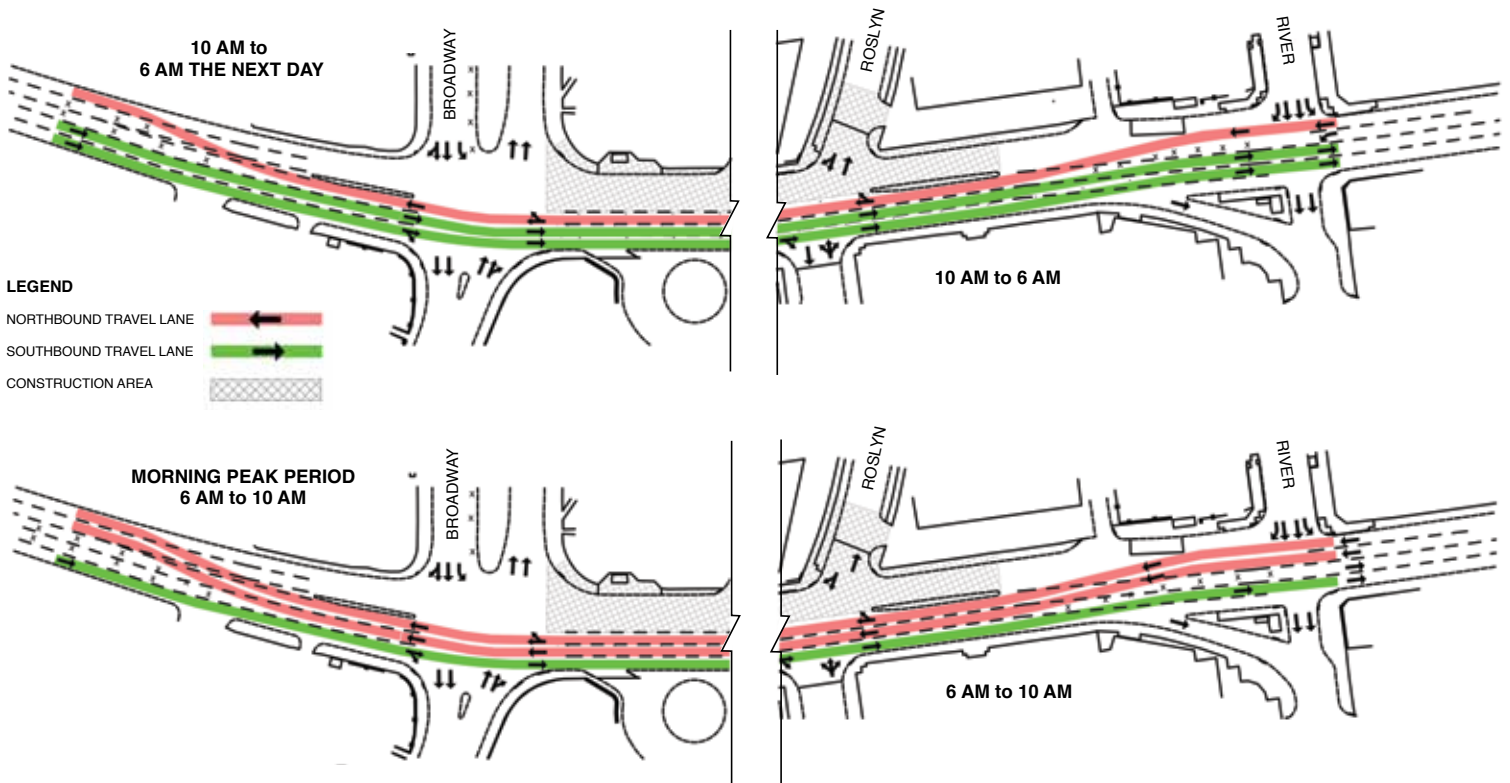 10 AM to
6 AM THE NEXT DAY
BROADWAY
ROSLYN
RIVER
10 AM to 6 AM
LEGEND
NORTHBOUND TRAVEL LANE
SOUTHBOUND TRAVEL LANE
CONSTRUCTION AREA
MORNING PEAK PERIOD
6 AM to 10 AM
BROADWAY
ROSLYN
RIVER
6 AM to 10 AM